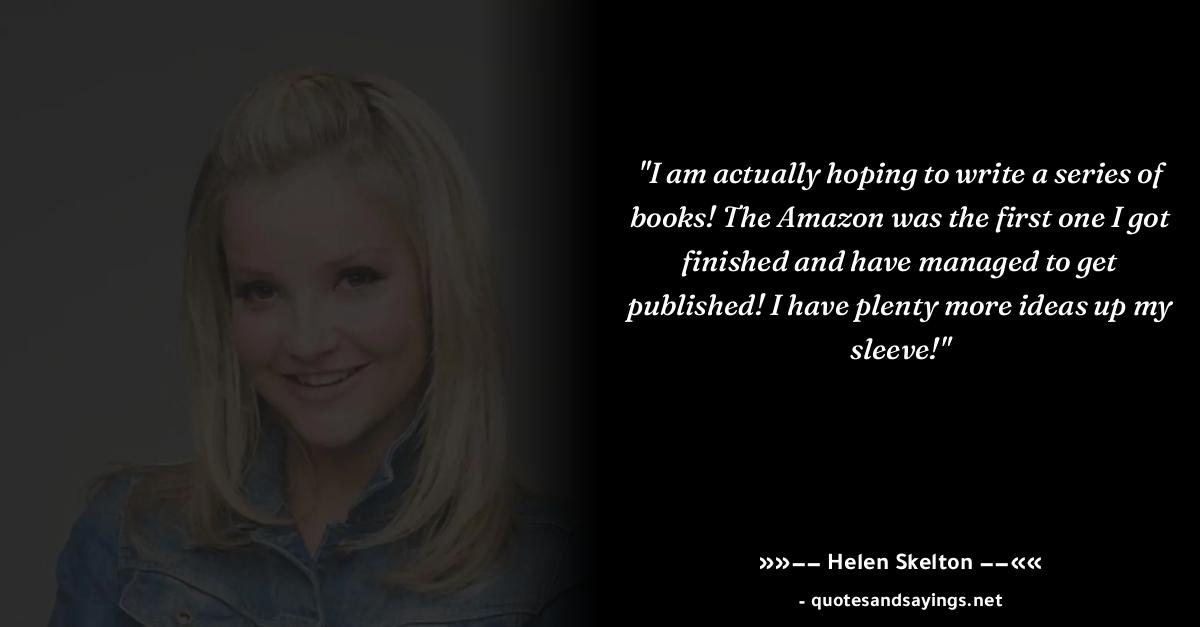 "I am actually hoping to write a series of
books! The Amazon was the first one I got
finished and have managed to get
published! I have plenty more ideas up my
sleeve!"
»»–– Helen Skelton ––««
- quotesandsayings.net